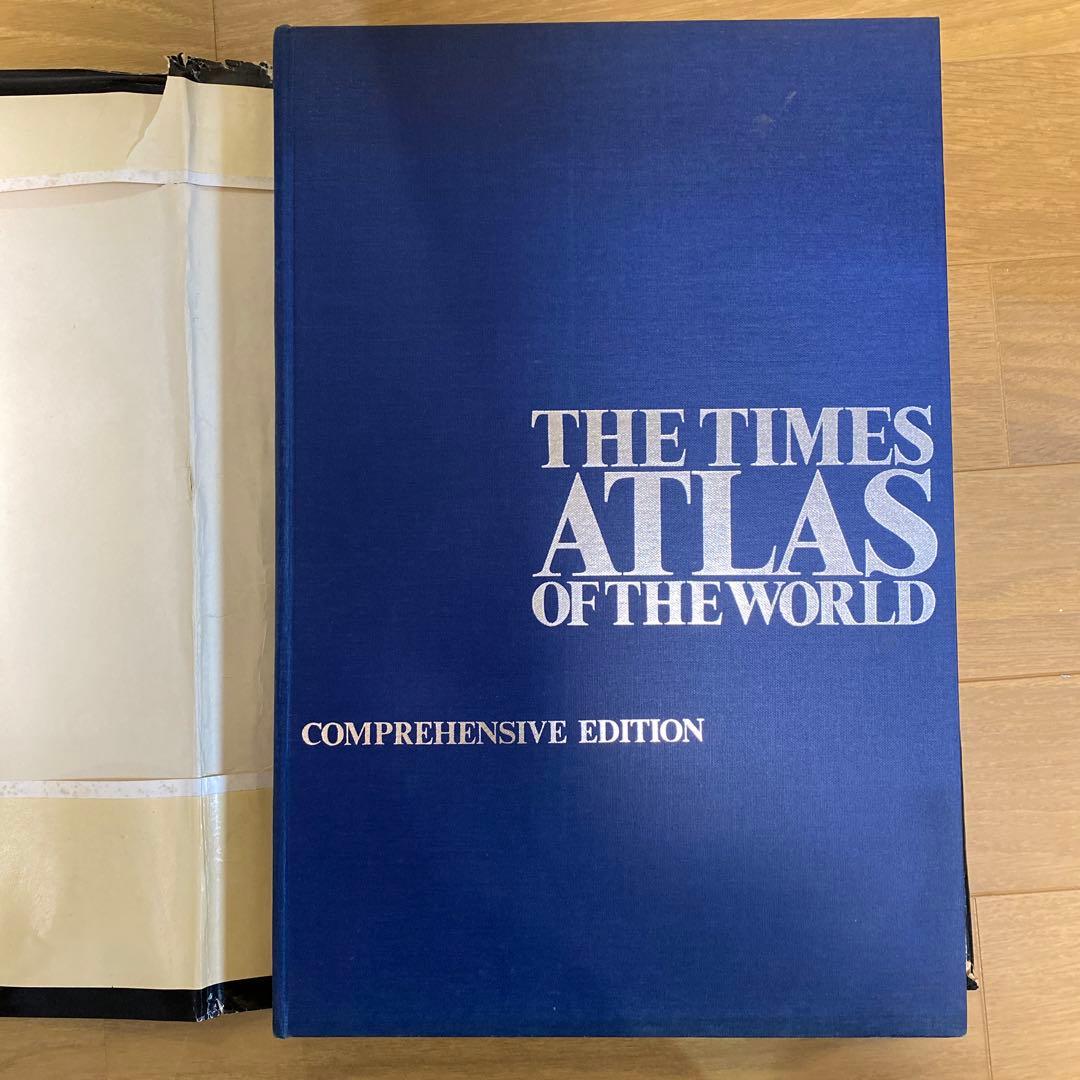 THE TIMES
ATLAS
OF THE WORLD
COMPREHENSIVE EDITION